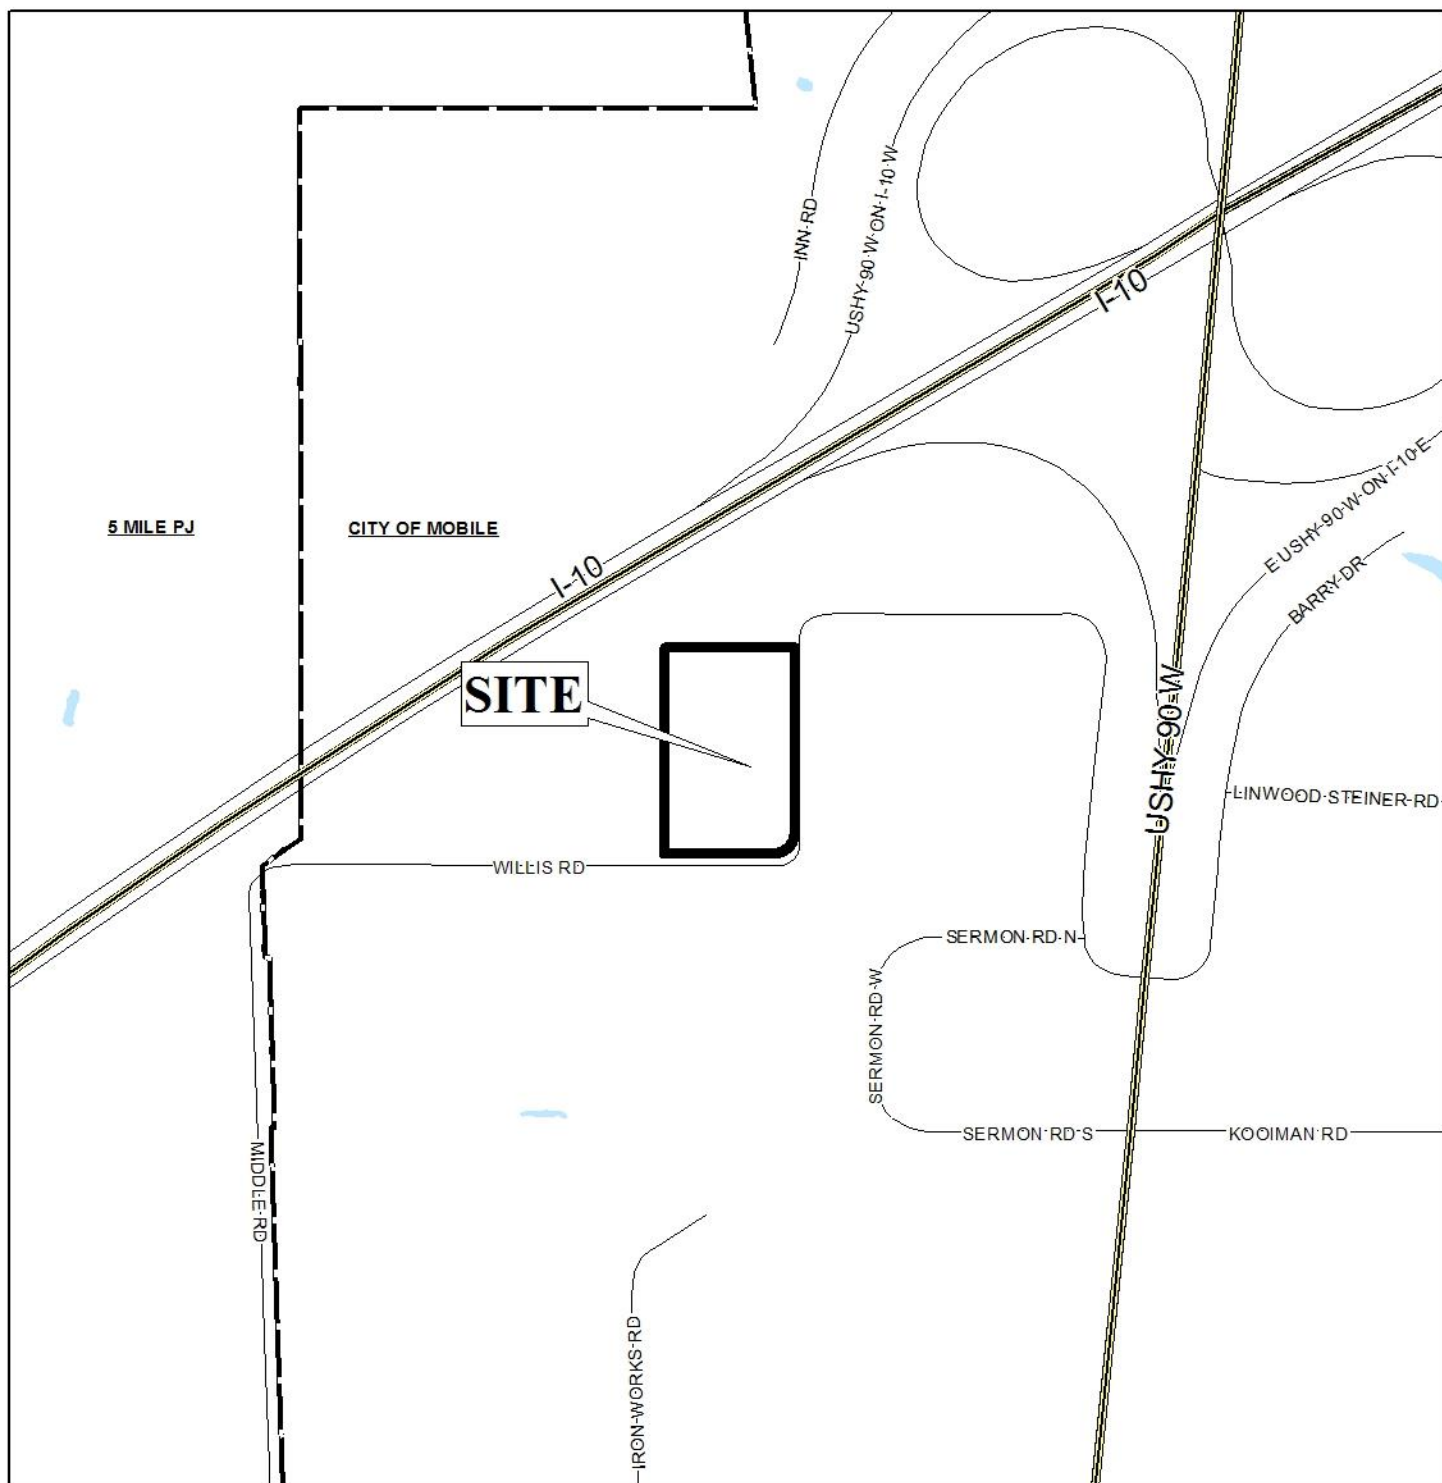 INN RD
USHY 90 W ON I-10 W
I-10
E USHY 90 W ON I-10 E
5 MILE PJ
CITY OF MOBILE
I-10
BARRY DR
SITE
USHY 90 W
LINWOOD STEINER RD
WILLIS RD
SERMON RD N
SERMON RD W
SERMON RD S
KOOIMAN RD
MIDDLE RD
IRON WORKS RD